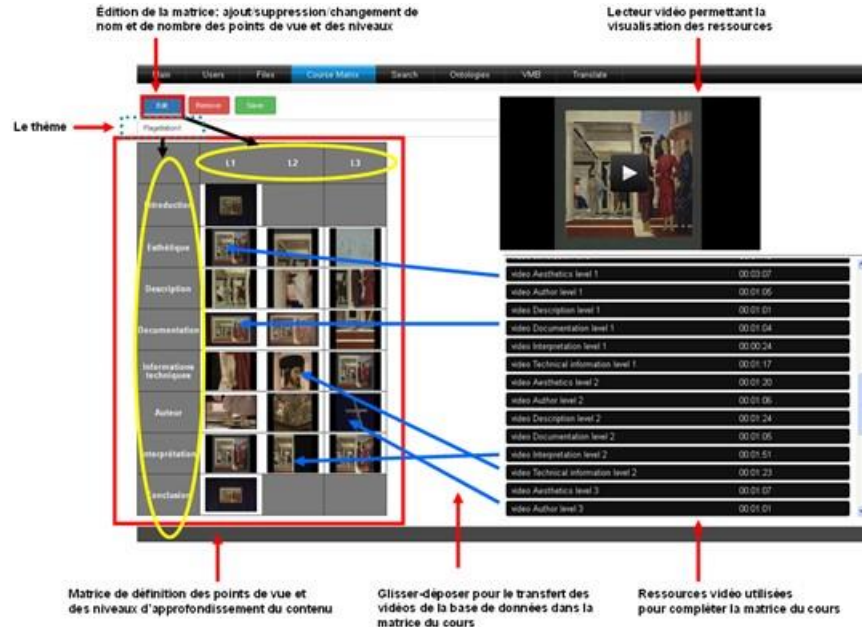 Édition de la matrice: ajout/suppression/changement de
nom et de nombre des points de vue et des niveaux
Lecteur vidéo permettant la
visualisation des ressources
Main Users Files Course Matrix Search Ontologies VMB Translate
Edit Remove Save
Le thème
Flagellation1
L1 L2 L3
Introduction
Esthétique
Description
Documentation
Informations
techniques
Auteur
Interprétation
Conclusion
video Aesthetics level 1 00:03:07
video Author level 1 00:01:05
video Description level 1 00:01:01
video Documentation level 1 00:01:04
video Interpretation level 1 00:00:24
video Technical information level 1 00:01:17
video Aesthetics level 2 00:01:20
video Author level 2 00:01:06
video Description level 2 00:01:24
video Documentation level 2 00:01:05
video Interpretation level 2 00:01:51
video Technical information level 2 00:01:23
video Aesthetics level 3 00:01:07
video Author level 3 00:01:01
Matrice de définition des points de vue et
des niveaux d'approfondissement du contenu
Glisser-déposer pour le transfert des
vidéos de la base de données dans la
matrice du cours
Ressources vidéo utilisées
pour compléter la matrice du cours